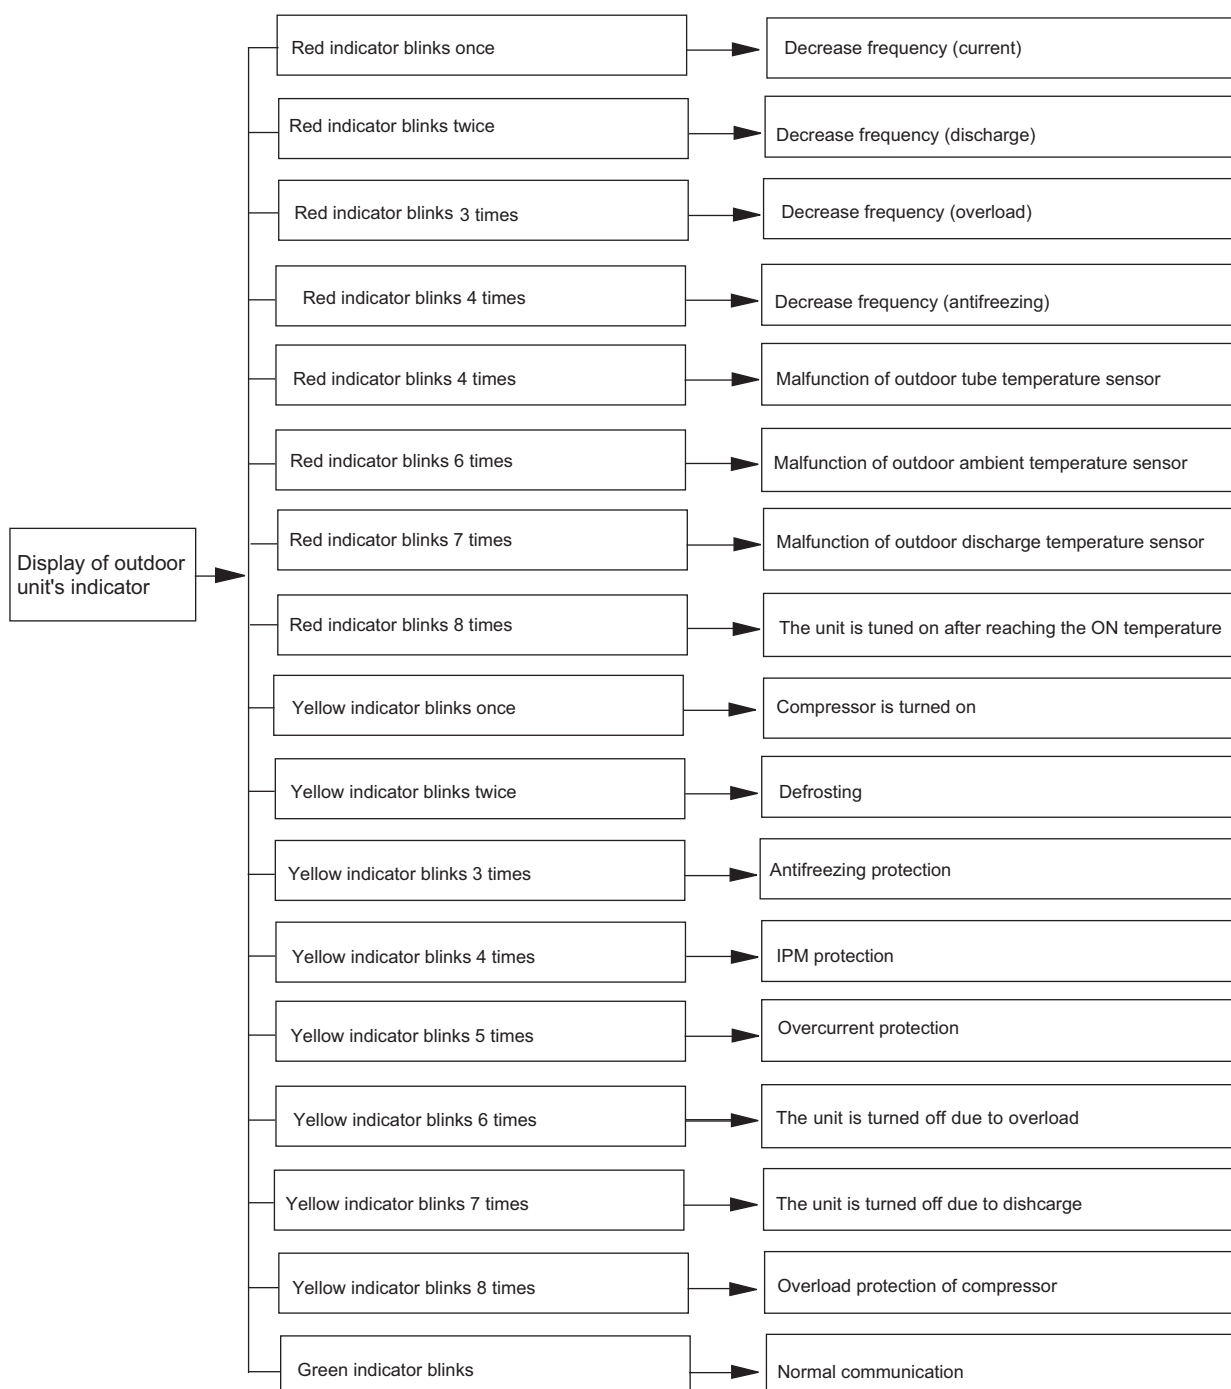 Red indicator blinks once
Decrease frequency (current)
Red indicator blinks twice
Decrease frequency (discharge)
Red indicator blinks 3 times
Decrease frequency (overload)
Red indicator blinks 4 times
Decrease frequency (antifreezing)
Red indicator blinks 4 times
Malfunction of outdoor tube temperature sensor
Red indicator blinks 6 times
Malfunction of outdoor ambient temperature sensor
Red indicator blinks 7 times
Malfunction of outdoor discharge temperature sensor
Display of outdoor
unit's indicator
Red indicator blinks 8 times
The unit is tuned on after reaching the ON temperature
Yellow indicator blinks once
Compressor is turned on
Yellow indicator blinks twice
Defrosting
Yellow indicator blinks 3 times
Antifreezing protection
Yellow indicator blinks 4 times
IPM protection
Yellow indicator blinks 5 times
Overcurrent protection
Yellow indicator blinks 6 times
The unit is turned off due to overload
Yellow indicator blinks 7 times
The unit is turned off due to dishcarge
Yellow indicator blinks 8 times
Overload protection of compressor
Green indicator blinks
Normal communication